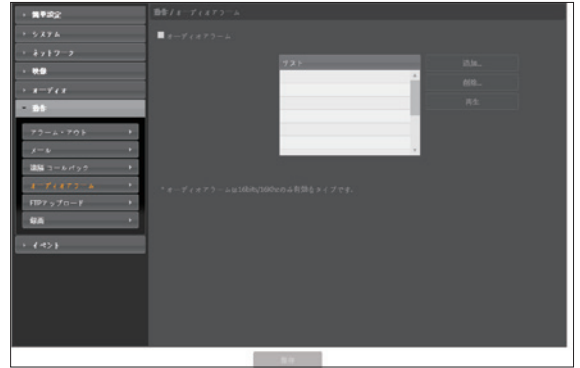 簡単設定
システム
ネットワーク
映像
オーディオ
動作
アラーム・アウト
メール
遠隔 コールバック
オーディオアラーム
FTPアップロード
録画
イベント
動作 / オーディオアラーム
オーディオアラーム
リスト
追加...
削除...
再生
* オーディオアラームは16bits/16KHzのみ有効なタイプです。